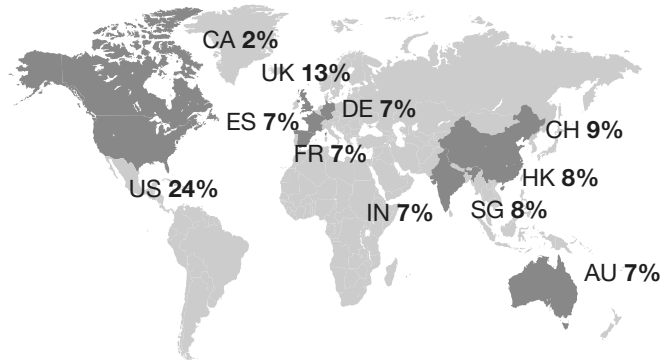 CA 2%
UK 13%
ES 7%
DE 7%
CH 9%
FR 7%
HK 8%
US 24%
IN 7%
SG 8%
AU 7%